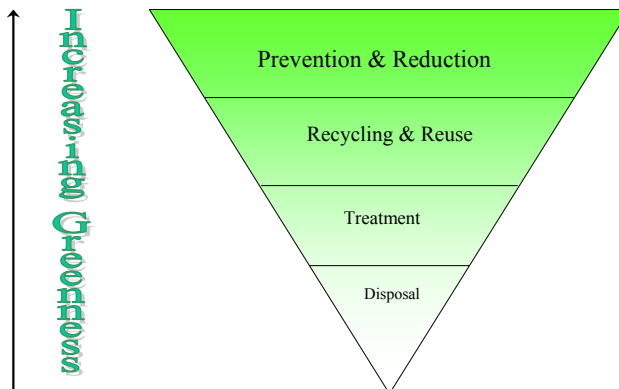 Increasing Greenness
Prevention & Reduction
Recycling & Reuse
Treatment
Disposal